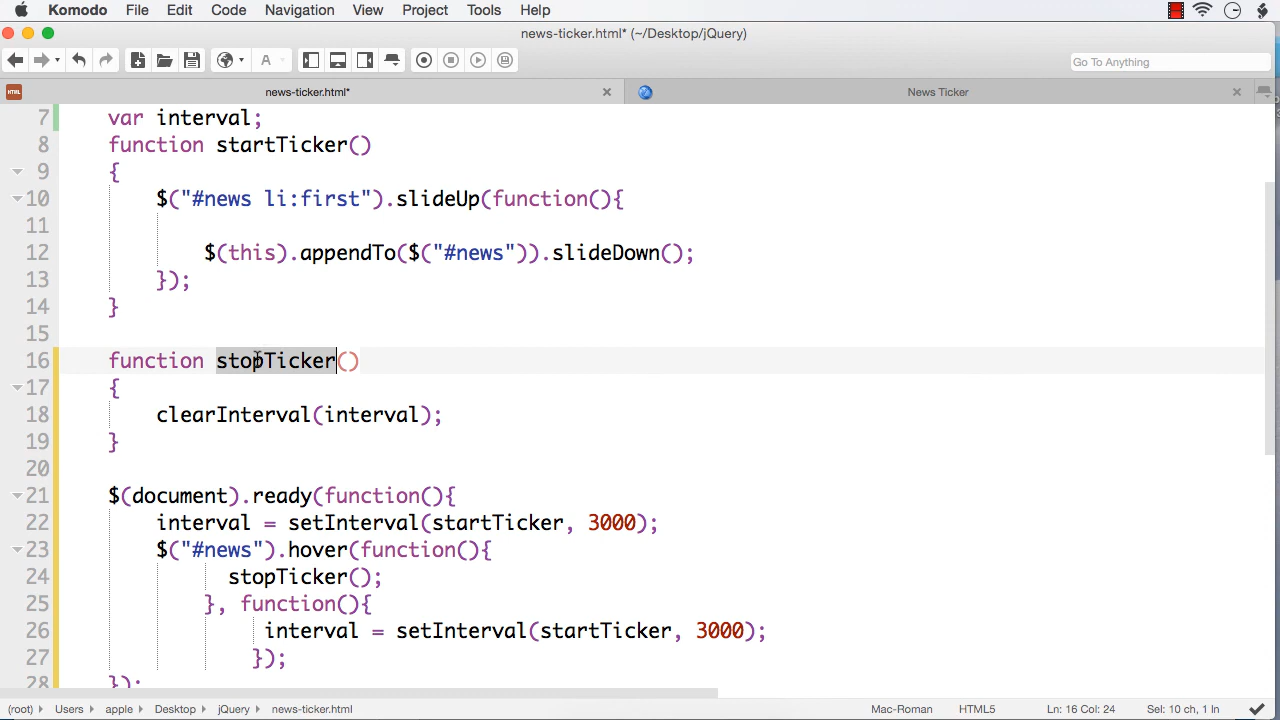 Komodo File Edit Code Navigation View Project Tools Help
news-ticker.html* (~/Desktop/jQuery)
A Go To Anything
HTML news-ticker.html* News Ticker
7 var interval;
8 function startTicker()
9 {
10 $("#news li:first").slideUp(function(){
11
12 $(this).appendTo($("#news")).slideDown();
13 });
14 }
15
16 function stopTicker()
17 {
18 clearInterval(interval);
19 }
20
21 $(document).ready(function(){
22 interval = setInterval(startTicker, 3000);
23 $("#news").hover(function(){
24 stopTicker();
25 }, function(){
26 interval = setInterval(startTicker, 3000);
27 });
28 });
(root) Users apple Desktop jQuery news-ticker.html Mac-Roman HTML5 Ln: 16 Col: 24 Sel: 10 ch, 1 ln